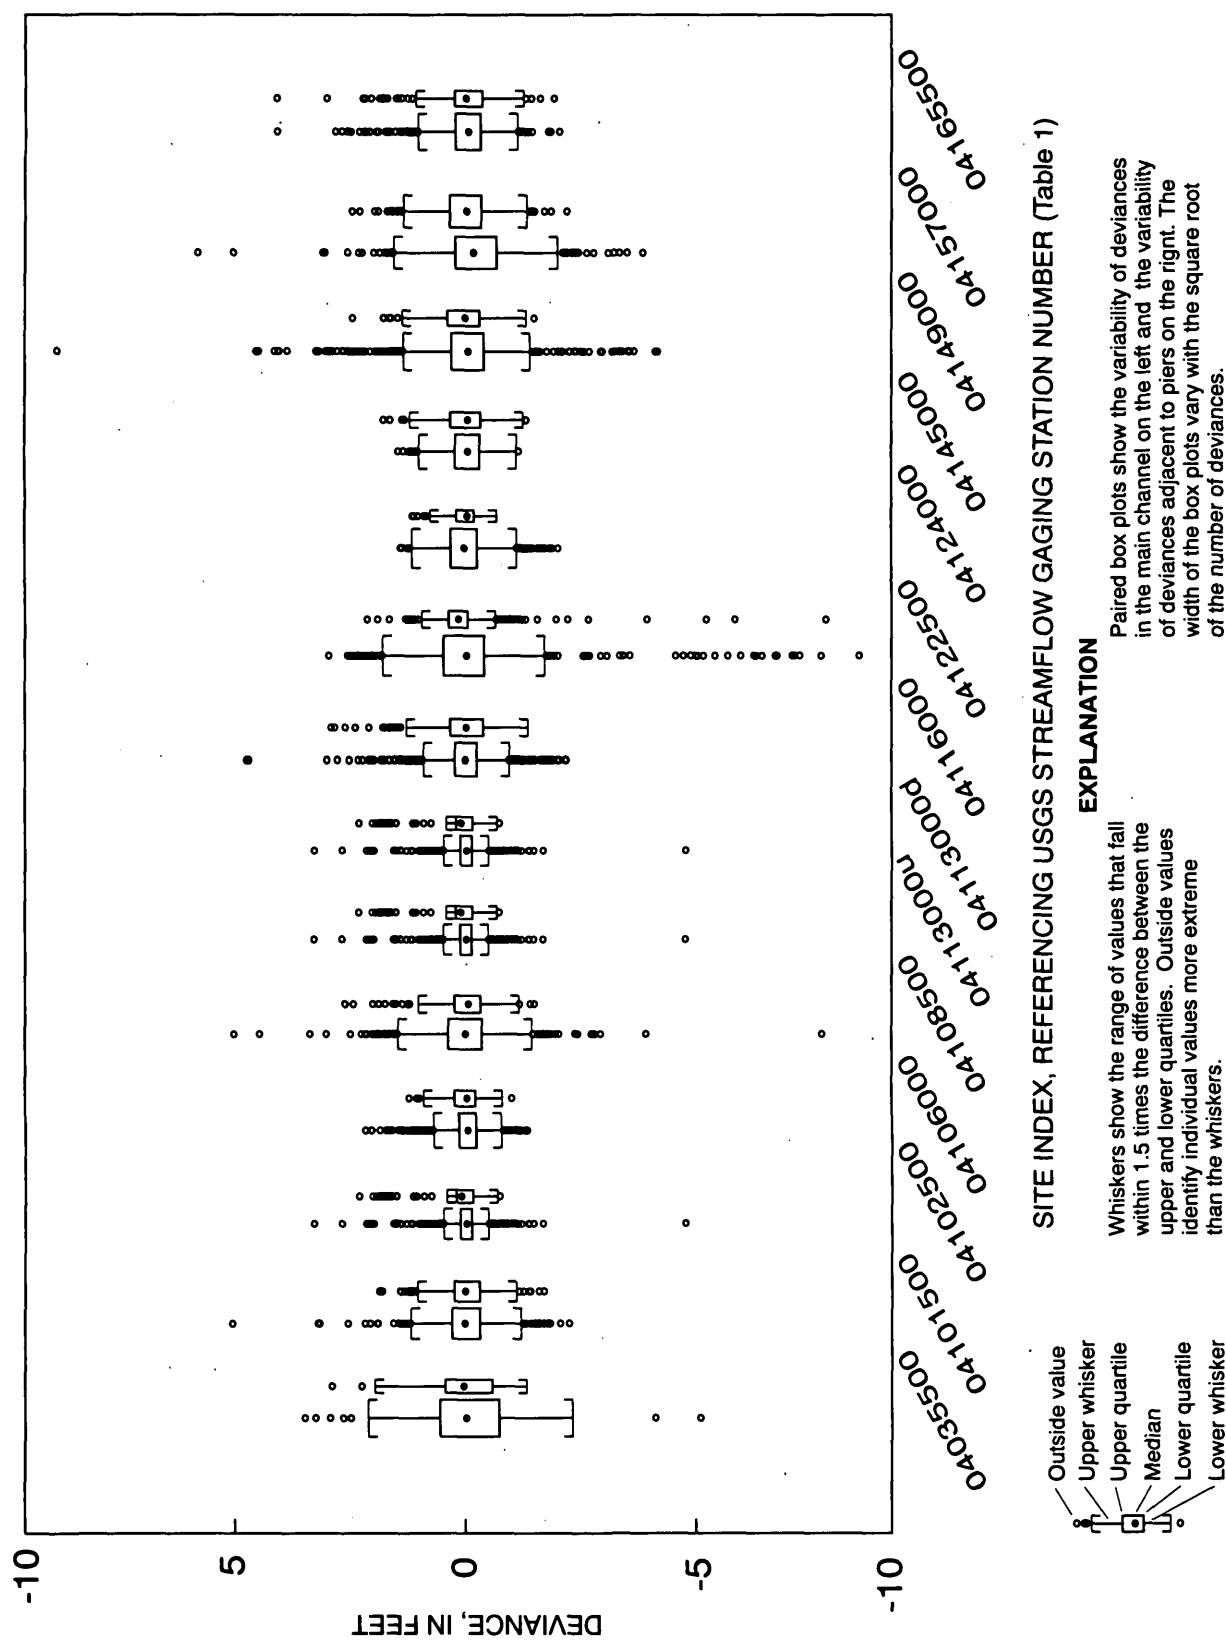 -10
5
0
-5
-10
DEVIANCE, IN FEET
04035500
04101500
04102500
04106000
04108500
04113000u
04113000d
04116000
04122500
04124000
04145000
04149000
04157000
04165500
SITE INDEX, REFERENCING USGS STREAMFLOW GAGING STATION NUMBER (Table 1)
EXPLANATION
Outside value
Upper whisker
Upper quartile
Median
Lower quartile
Lower whisker
Whiskers show the range of values that fall
within 1.5 times the difference between the
upper and lower quartiles. Outside values
identify individual values more extreme
than the whiskers.
Paired box plots show the variability of deviances
in the main channel on the left and the variability
of deviances adjacent to piers on the rignt. The
width of the box plots vary with the square root
of the number of deviances.